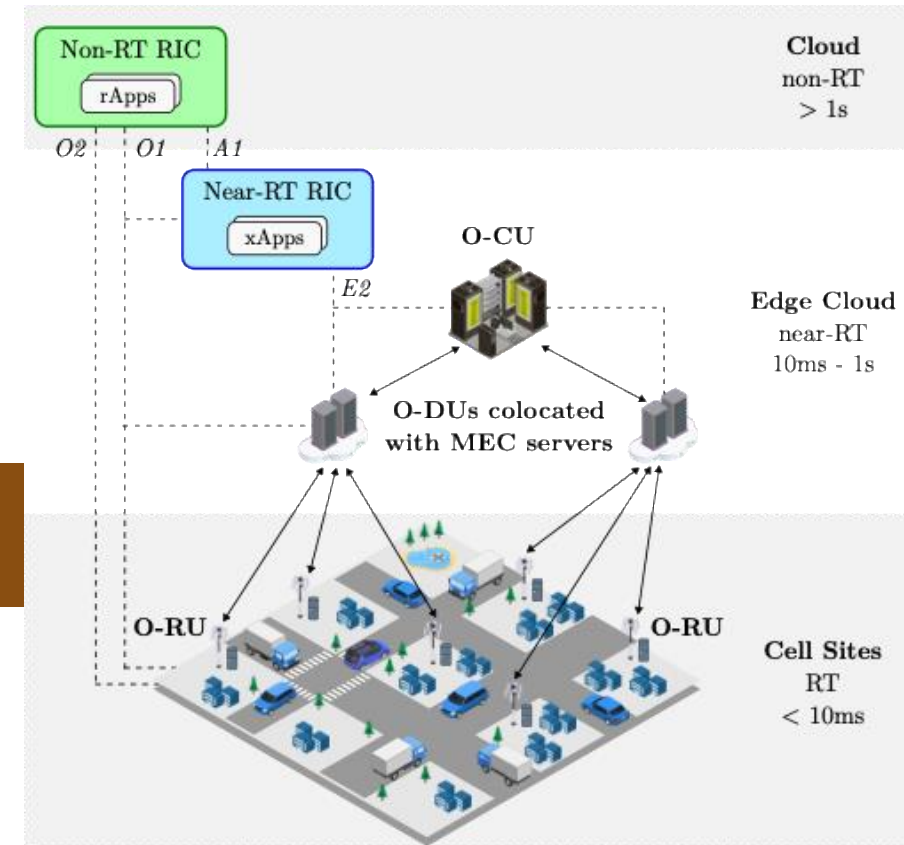 Non-RT RIC
rApps
Cloud
non-RT
> 1s
O2 O1 A1
Near-RT RIC
xApps
O-CU
E2
Edge Cloud
near-RT
10ms - 1s
O-DUs colocated
with MEC servers
O-RU
O-RU
Cell Sites
RT
< 10ms